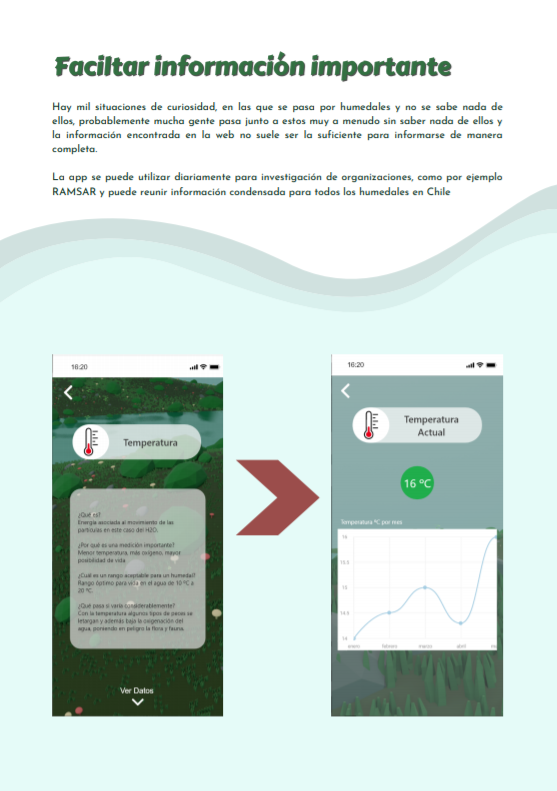 Faciltar información importante
Hay mil situaciones de curiosidad, en las que se pasa por humedales y no se sabe nada de
ellos, probablemente mucha gente pasa junto a estos muy a menudo sin saber nada de ellos y
la información encontrada en la web no suele ser la suficiente para informarse de manera
completa.
La app se puede utilizar diariamente para investigación de organizaciones, como por ejemplo
RAMSAR y puede reunir información condensada para todos los humedales en Chile
16:20
Temperatura
¿Qué es?
Energía asociada al movimiento de las
partículas en este caso del H2O.
¿Por qué es una medición importante?
Menor temperatura, más oxígeno, mayor
posibilidad de vida.
¿Cuál es un rango aceptable para un humedal?
Rango óptimo para vida en el agua de 10 ºC a
20 ºC.
¿Qué pasa si varía considerablemente?
Con la temperatura algunos tipos de peces se
letargan y además baja la oxigenación del
agua, poniendo en peligro la flora y fauna.
Ver Datos
16:20
Temperatura
Actual
16 ºC
Temperatura ºC por mes
16
15,5
15
14,5
14
enero febrero marzo abril